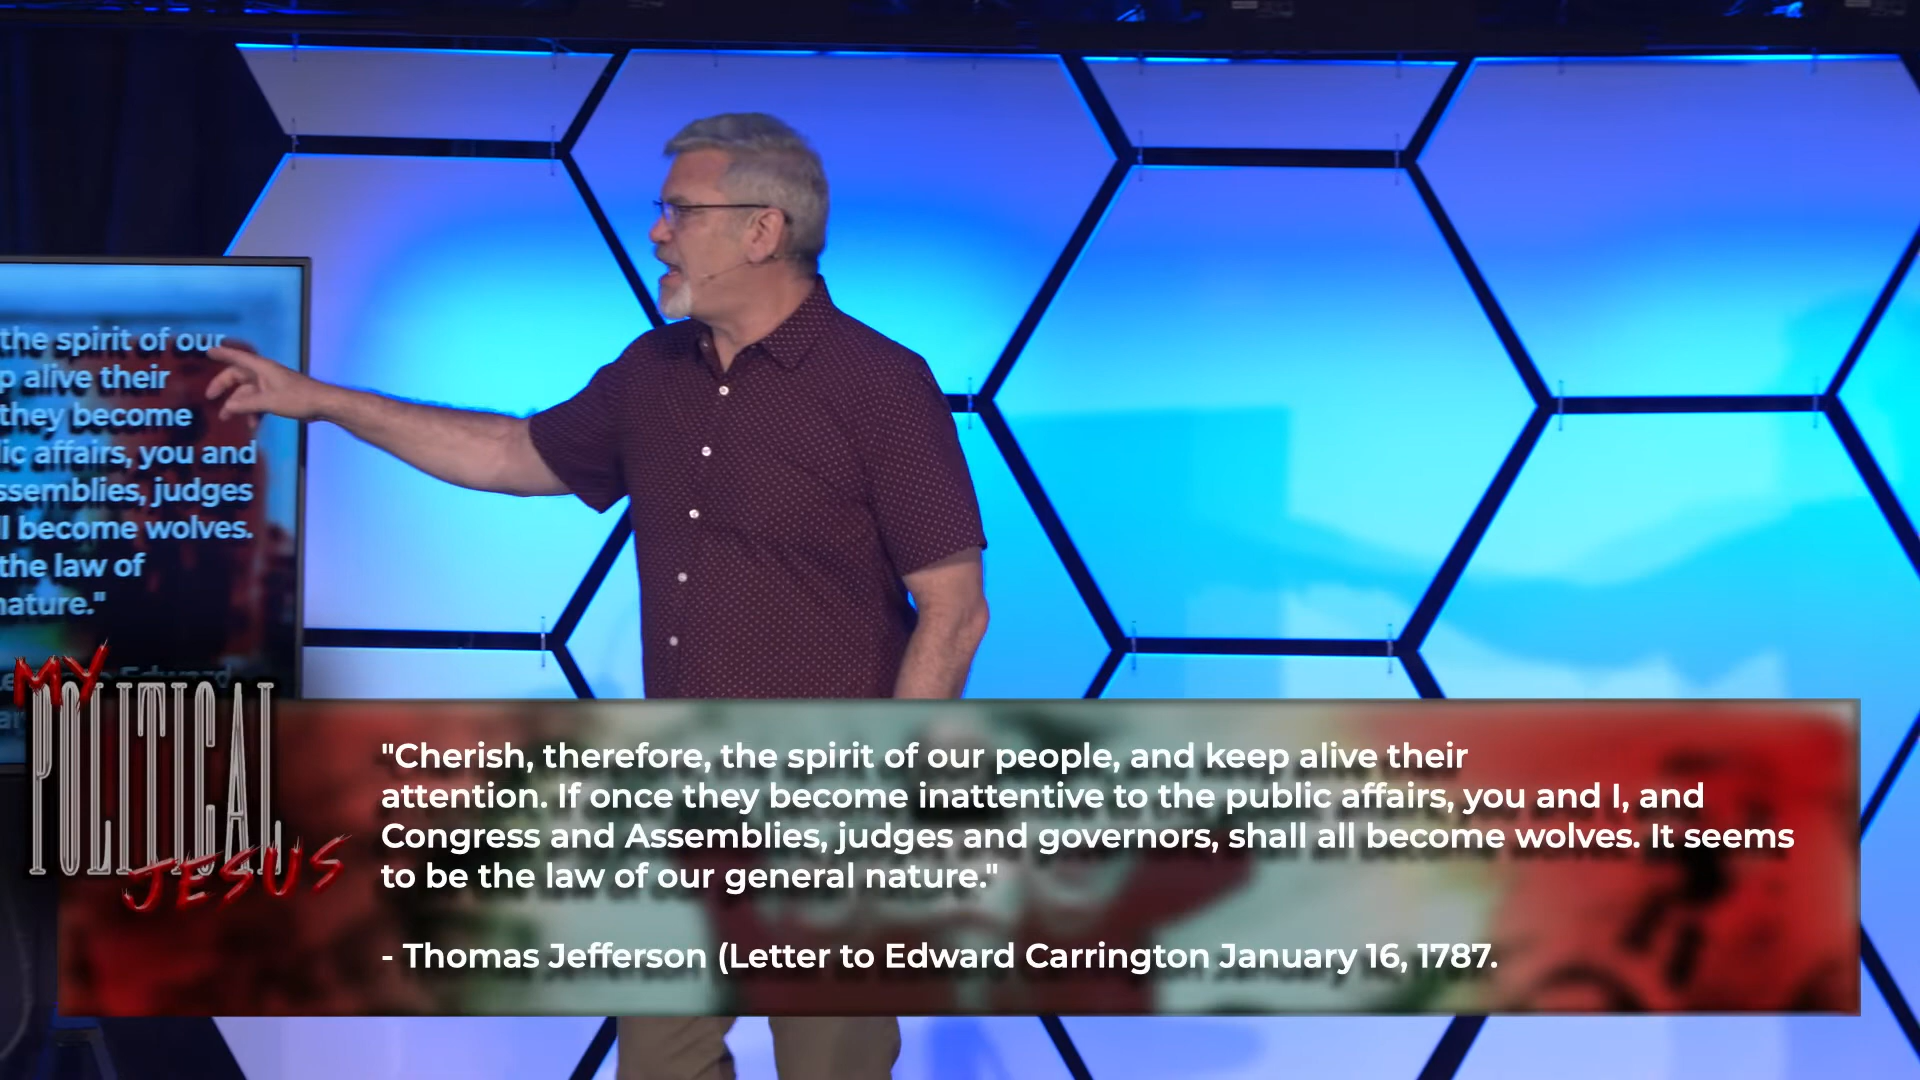 the spirit of our
p alive their
they become
lic affairs, you and
ssemblies, judges
ll become wolves.
the law of
nature."
Edward
MY
POLITICAL
JESUS
"Cherish, therefore, the spirit of our people, and keep alive their
attention. If once they become inattentive to the public affairs, you and I, and
Congress and Assemblies, judges and governors, shall all become wolves. It seems
to be the law of our general nature."
- Thomas Jefferson (Letter to Edward Carrington January 16, 1787.